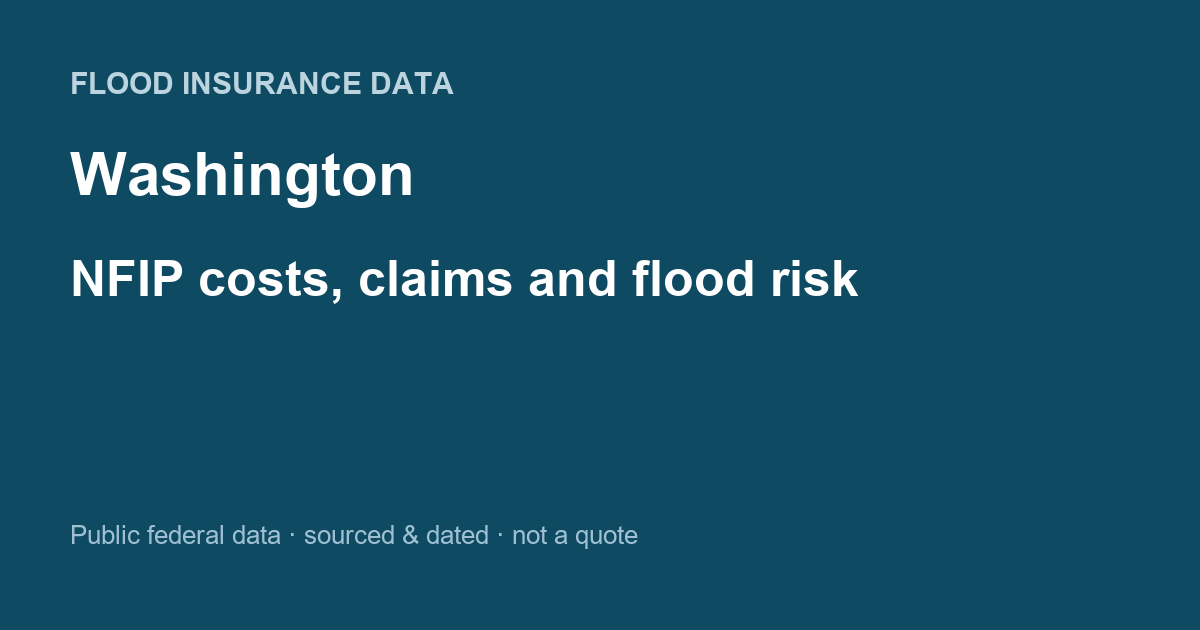 FLOOD INSURANCE DATA
Washington
NFIP costs, claims and flood risk
Public federal data · sourced & dated · not a quote